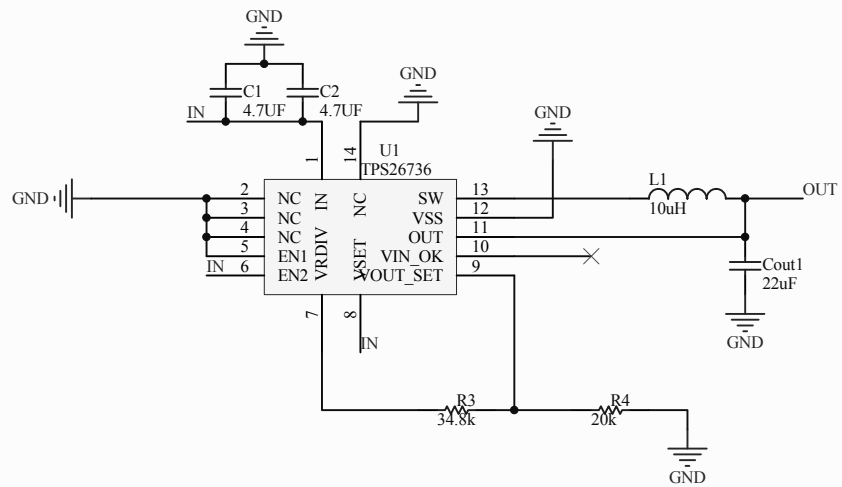 GND
C1
4.7UF
C2
4.7UF
IN
GND
GND
U1
TPS26736
1
14
GND
2
NC
3
NC
4
NC
5
EN1
IN
6
EN2
IN
NC
VRDIV
VSET
SW
13
VSS
12
OUT
11
VIN_OK
10
VOUT_SET
9
7
8
IN
L1
10uH
OUT
Cout1
22uF
GND
R3
34.8k
R4
20k
GND